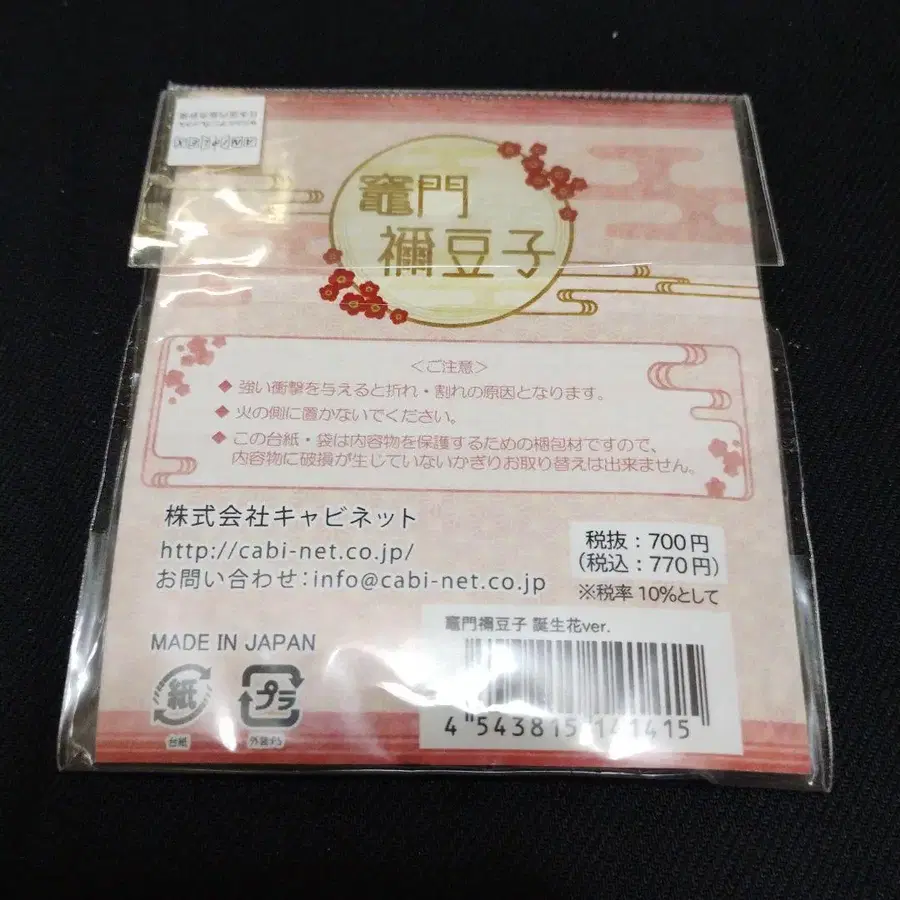 竈門
禰豆子
<ご注意>
◆ 強い衝撃を与えると折れ・割れの原因となります。
◆ 火の側に置かないでください。
◆ この台紙・袋は内容物を保護するための梱包材ですので、
内容物に破損が生じていないかぎりお取り替えは出来ません。
株式会社キャビネット
http://cabi-net.co.jp/
お問い合わせ:info@cabi-net.co.jp
税抜:700円
(税込:770円)
※税率10%として
MADE IN JAPAN
紙
台紙
プラ
竈門禰豆子 誕生花ver.
4 543815 141415